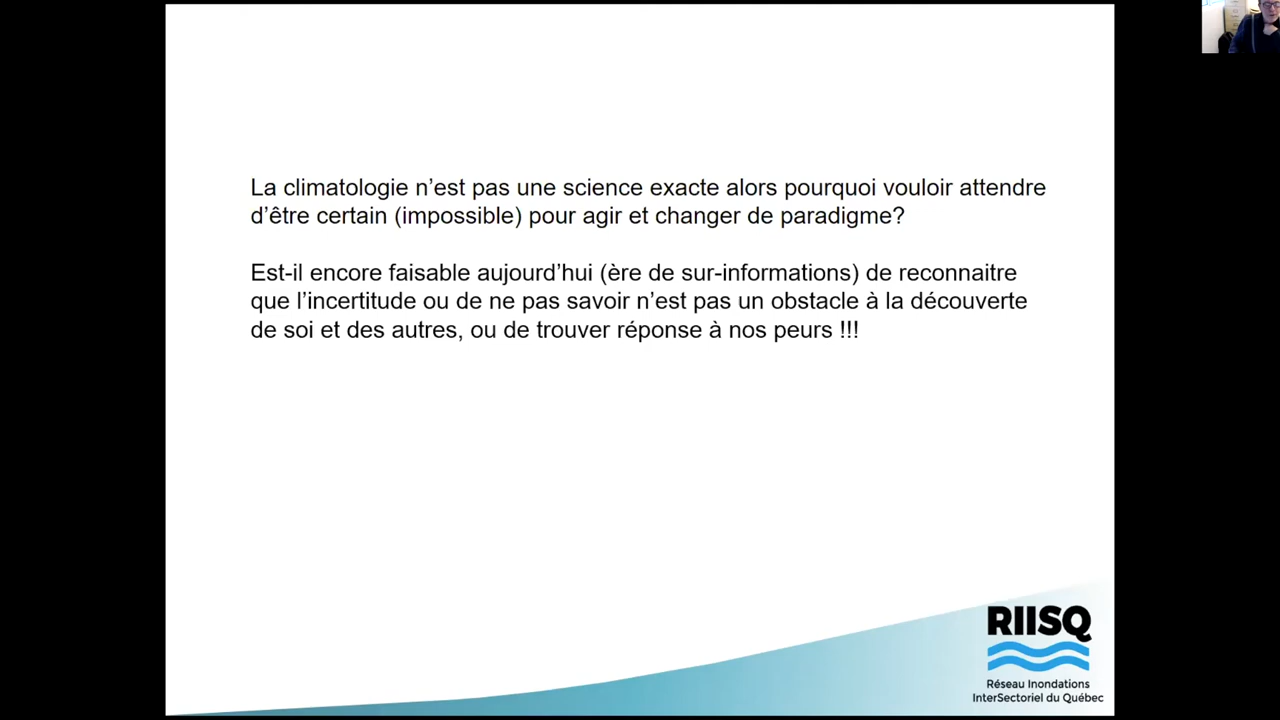 La climatologie n’est pas une science exacte alors pourquoi vouloir attendre
d’être certain (impossible) pour agir et changer de paradigme?
Est-il encore faisable aujourd’hui (ère de sur-informations) de reconnaitre
que l’incertitude ou de ne pas savoir n’est pas un obstacle à la découverte
de soi et des autres, ou de trouver réponse à nos peurs !!!
RIISQ
Réseau Inondations
InterSectoriel du Québec